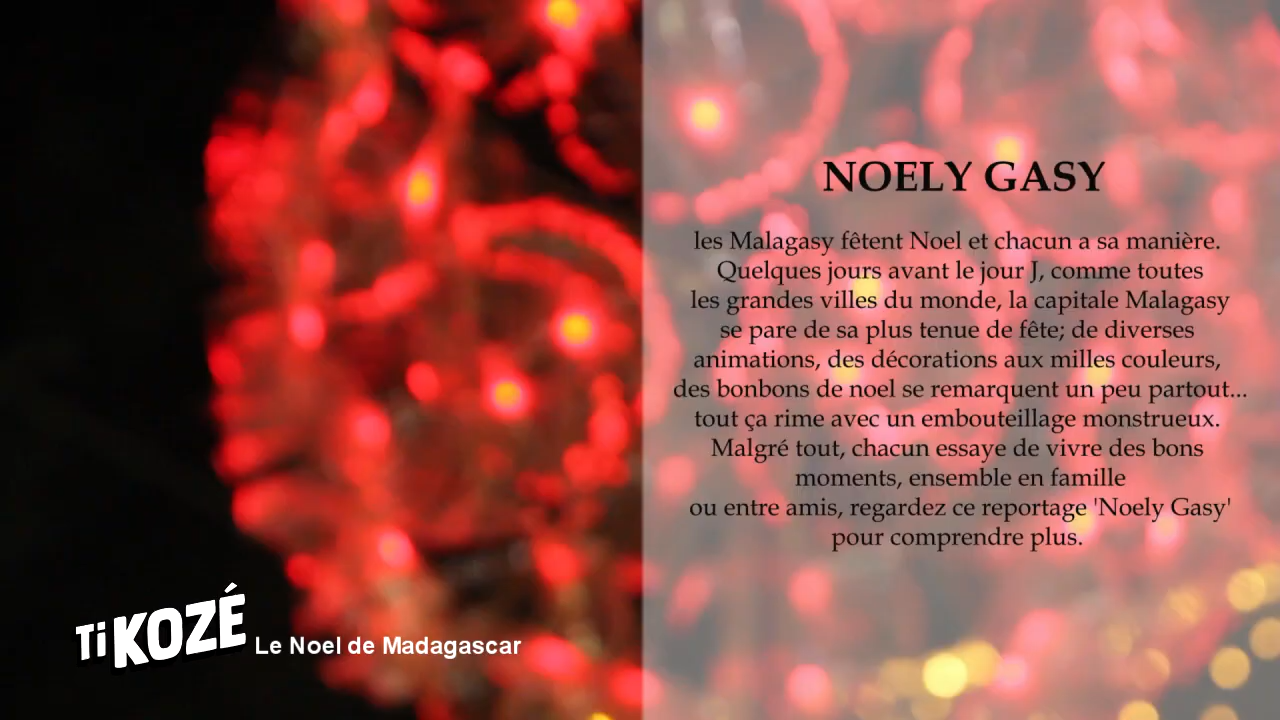 NOELY GASY
les Malagasy fêtent Noel et chacun a sa manière.
Quelques jours avant le jour J, comme toutes
les grandes villes du monde, la capitale Malagasy
se pare de sa plus tenue de fête; de diverses
animations, des décorations aux milles couleurs,
des bonbons de noel se remarquent un peu partout...
tout ça rime avec un embouteillage monstrueux.
Malgré tout, chacun essaye de vivre des bons
moments, ensemble en famille
ou entre amis, regardez ce reportage 'Noely Gasy'
pour comprendre plus.
Ti KOZÉ
Le Noel de Madagascar